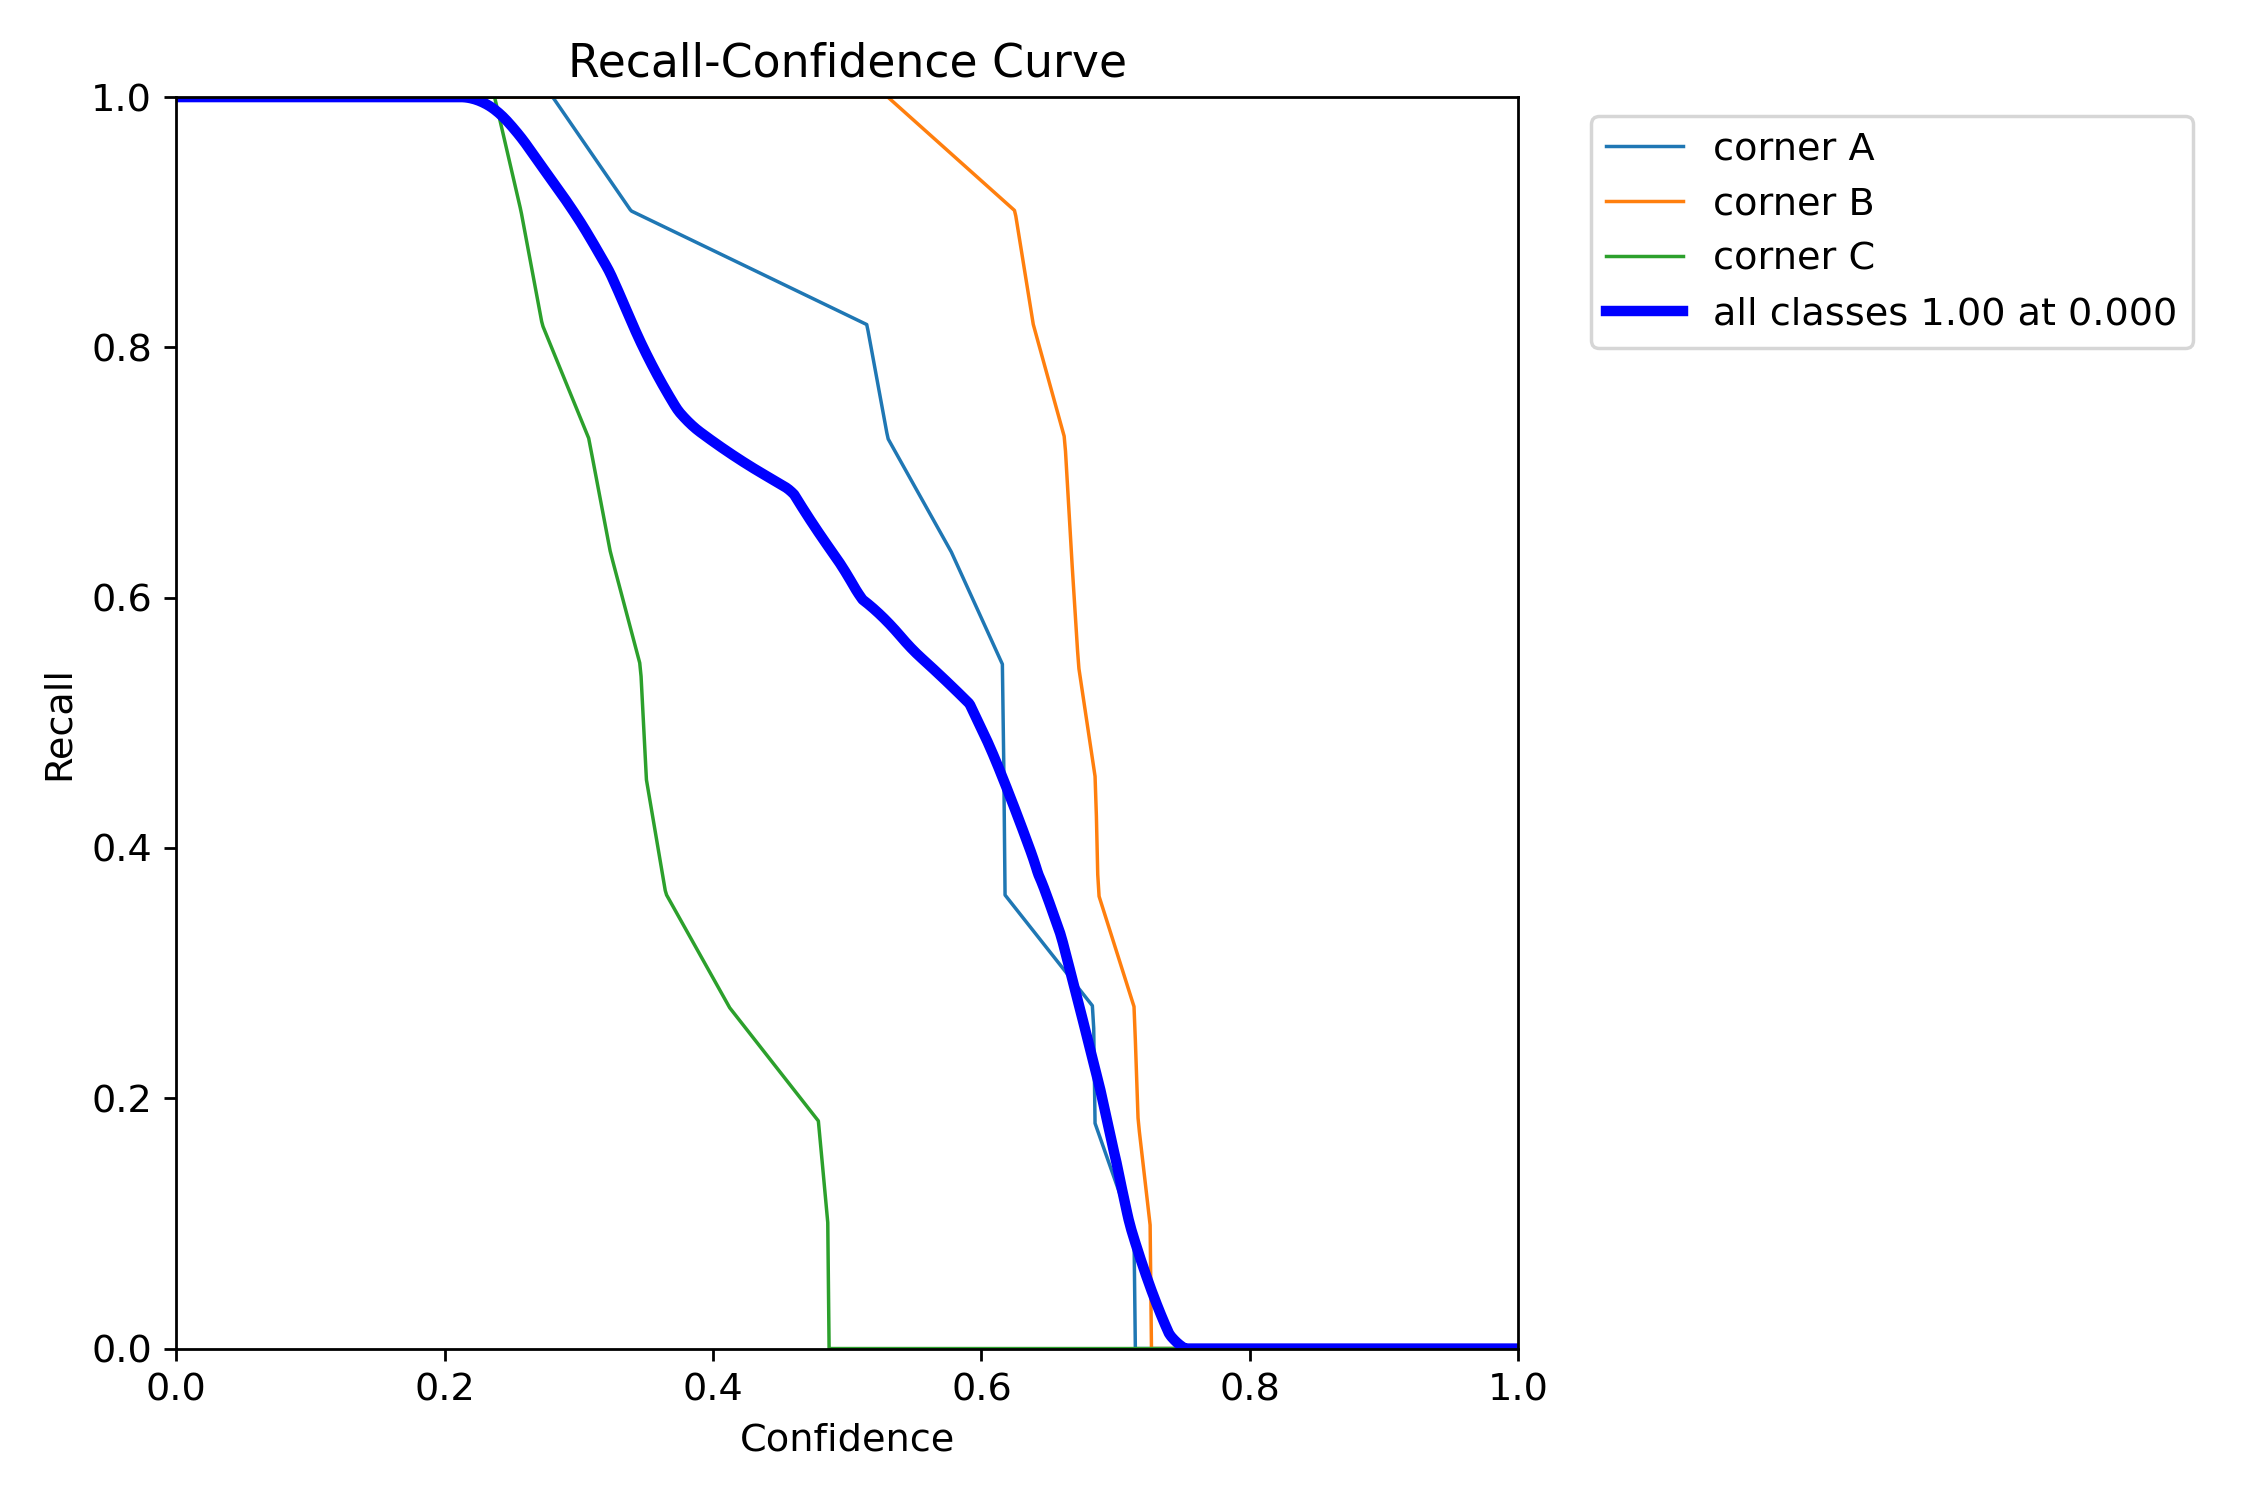 Recall-Confidence Curve
1.0
0.8
0.6
0.4
0.2
0.0
Recall
0.0 0.2 0.4 0.6 0.8 1.0
Confidence
corner A
corner B
corner C
all classes 1.00 at 0.000